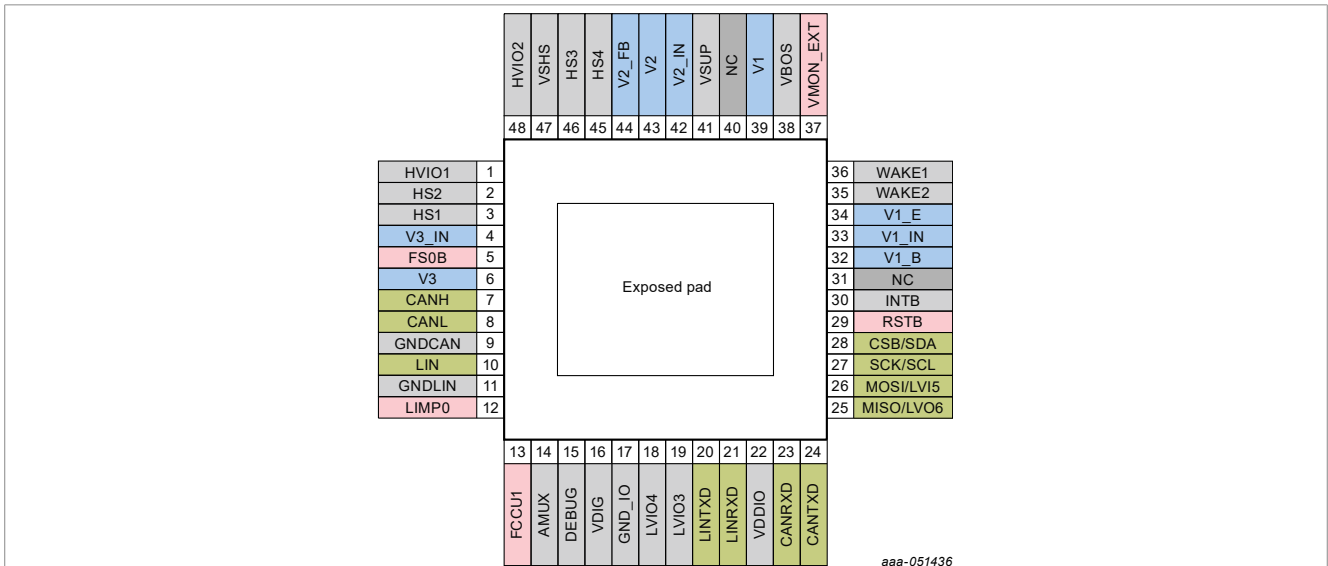 HVIO2 VSHS HS3 HS4 V2_FB V2 V2_IN VSUP NC V1 VBOS VMON_EXT
48 47 46 45 44 43 42 41 40 39 38 37
HVIO1 1 36 WAKE1
HS2 2 35 WAKE2
HS1 3 34 V1_E
V3_IN 4 33 V1_IN
FS0B 5 32 V1_B
V3 6 31 NC
Exposed pad
CANH 7 30 INTB
CANL 8 29 RSTB
GNDCAN 9 28 CSB/SDA
LIN 10 27 SCK/SCL
GNDLIN 11 26 MOSI/LVI5
LIMP0 12 25 MISO/LVO6
13 14 15 16 17 18 19 20 21 22 23 24
FCCU1 AMUX DEBUG VDIG GND_IO LVIO4 LVIO3 LINTXD LINRXD VDDIO CANRXD CANTXD
aaa-051436